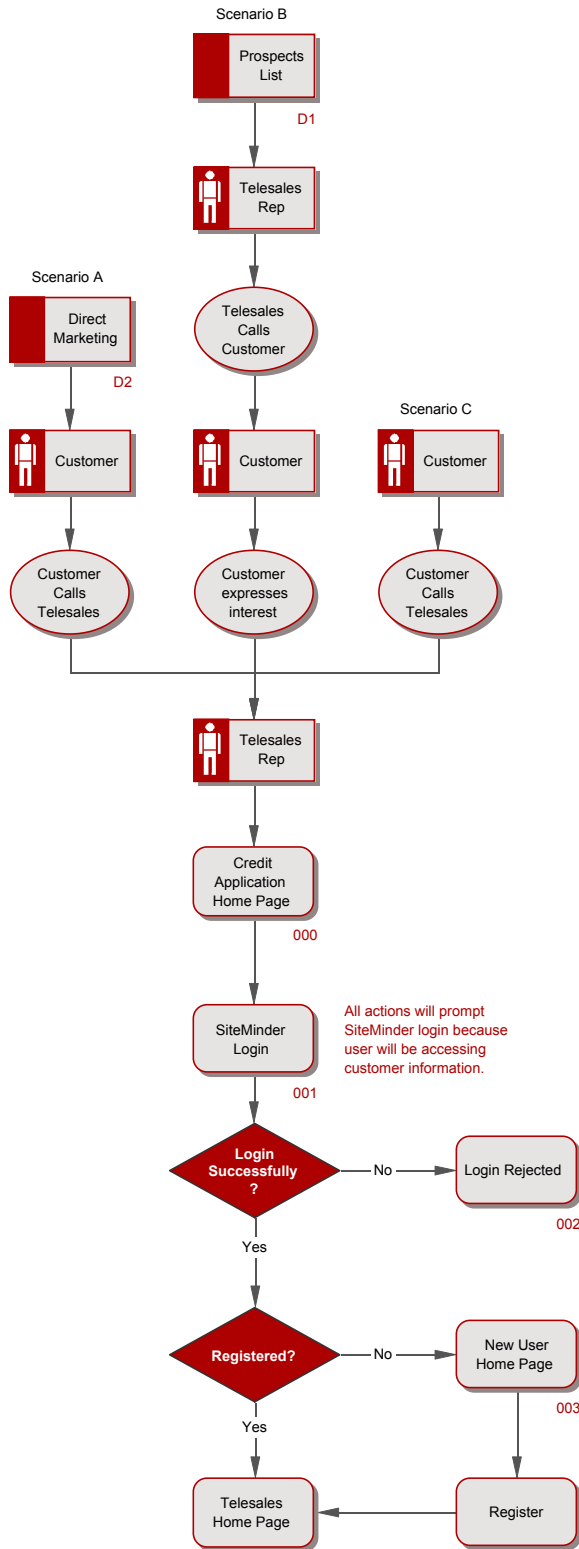 Scenario B
Prospects
List
D1
Telesales
Rep
Scenario A
Direct
Marketing
D2
Telesales
Calls
Customer
Scenario C
Customer
Customer
Customer
Customer
Calls
Telesales
Customer
expresses
interest
Customer
Calls
Telesales
Telesales
Rep
Credit
Application
Home Page
000
SiteMinder
Login
001
All actions will prompt
SiteMinder login because
user will be accessing
customer information.
Login
Successfully
?
No
Login Rejected
002
Yes
Registered?
No
New User
Home Page
003
Yes
Telesales
Home Page
Register